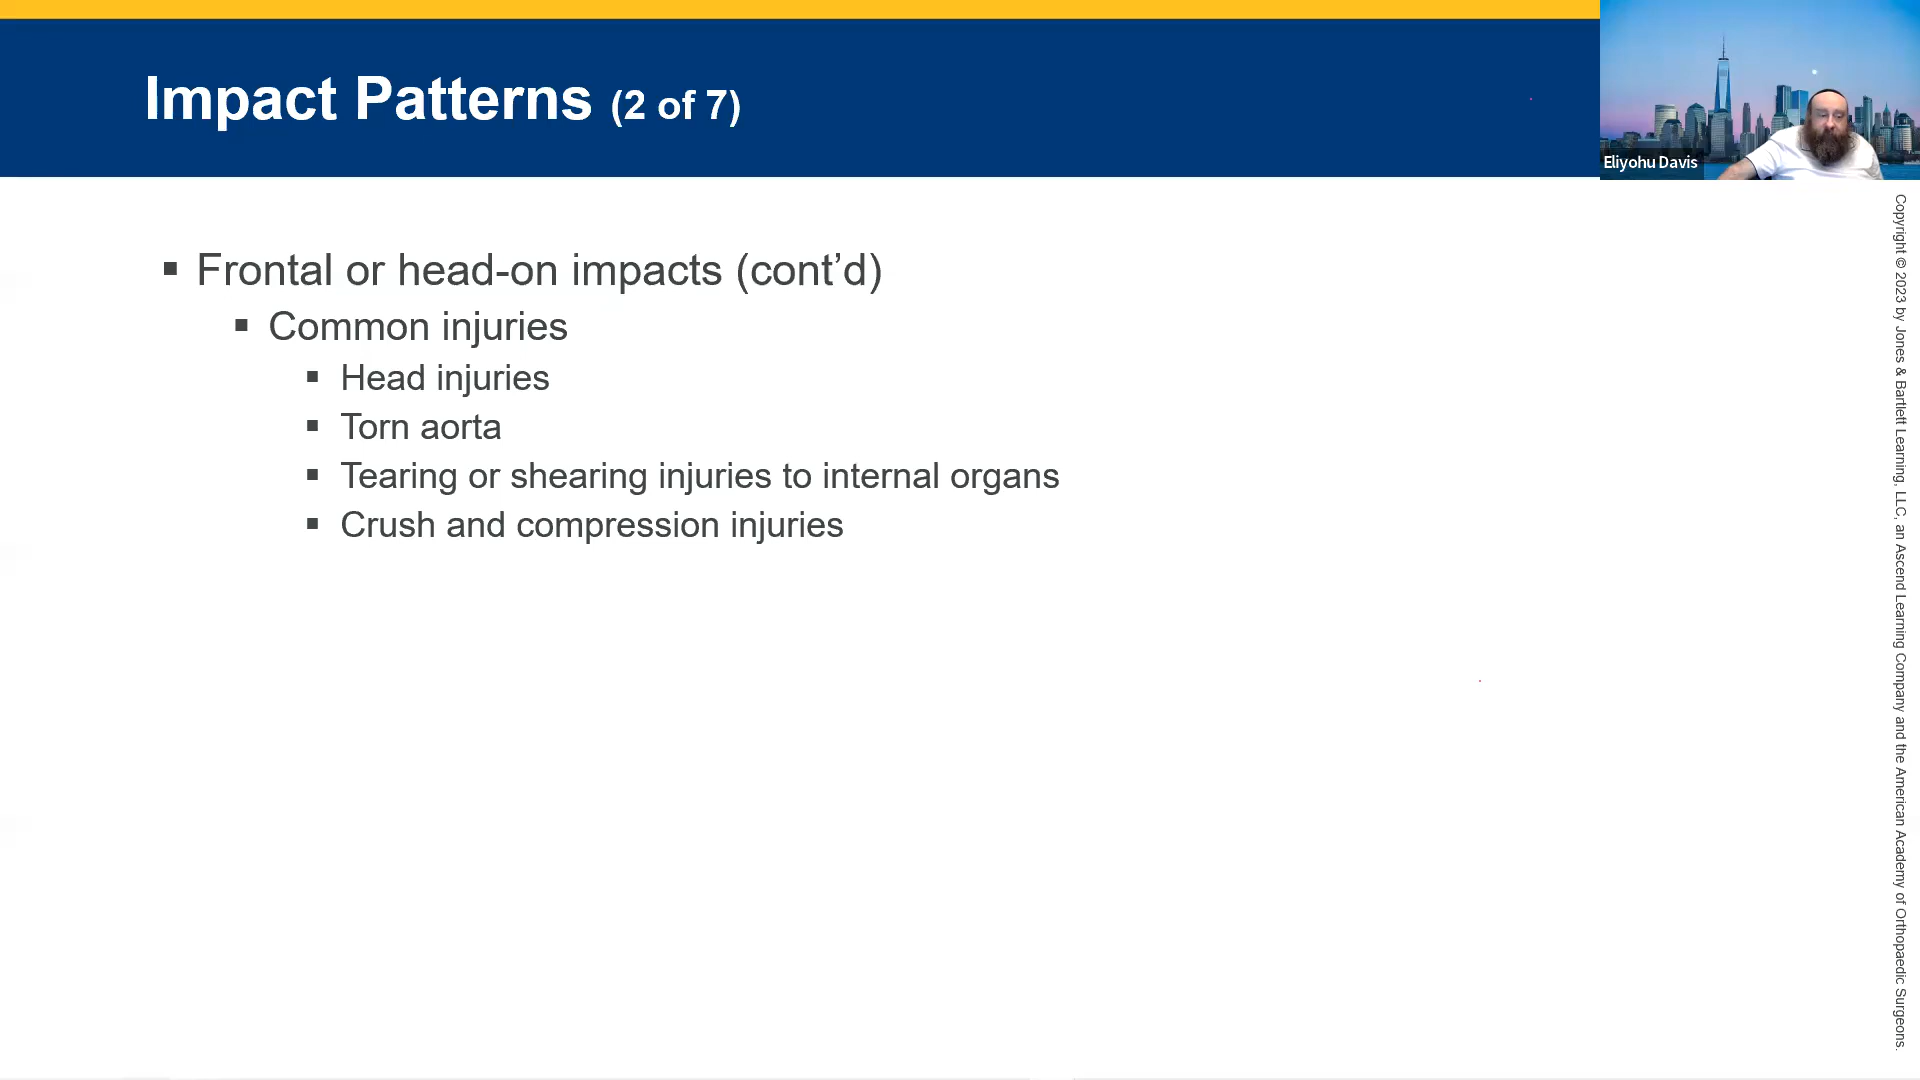 Impact Patterns (2 of 7)
Eliyohu Davis
▪ Frontal or head-on impacts (cont’d)
▪ Common injuries
▪ Head injuries
▪ Torn aorta
▪ Tearing or shearing injuries to internal organs
▪ Crush and compression injuries
Copyright © 2023 by Jones & Bartlett Learning, LLC, an Ascend Learning Company and the American Academy of Orthopaedic Surgeons.